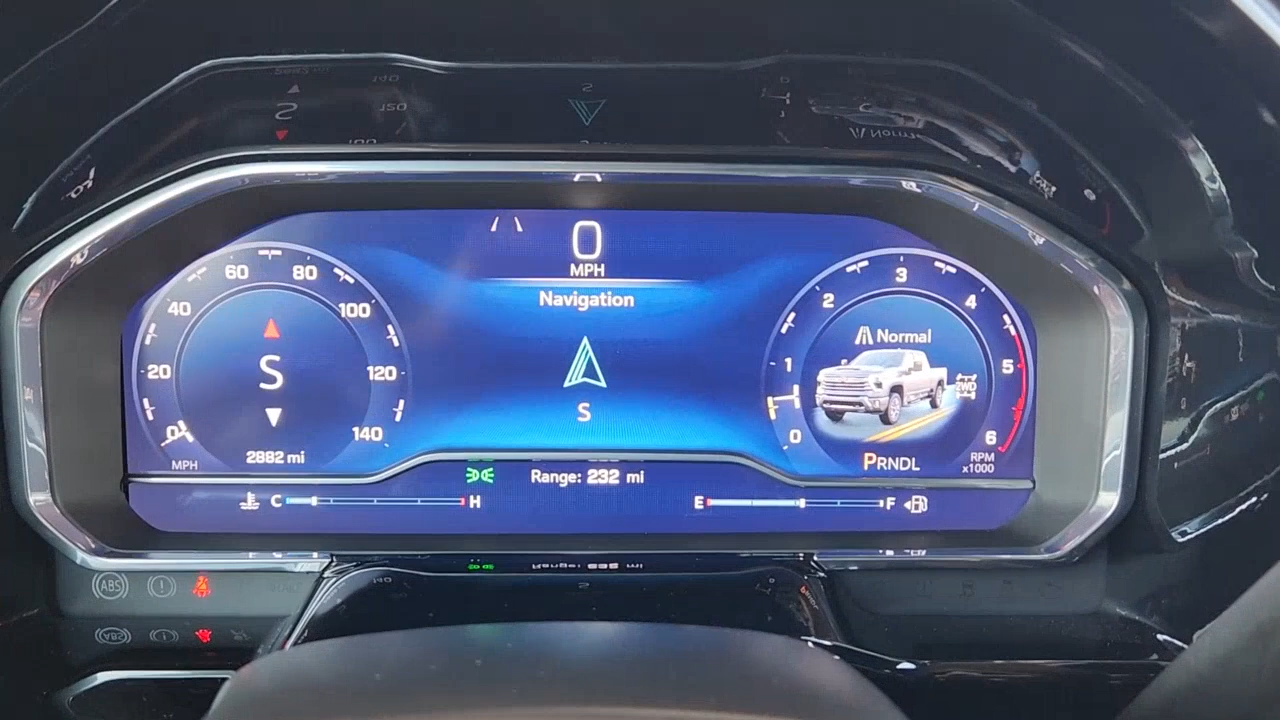 0
MPH
Navigation
S
20
40
60
80
100
120
140
S
MPH
2882 mi
0
1
2
3
4
5
6
Normal
2WD
PRNDL
RPM
x1000
Range: 232 mi
C
H
E
F
ABS